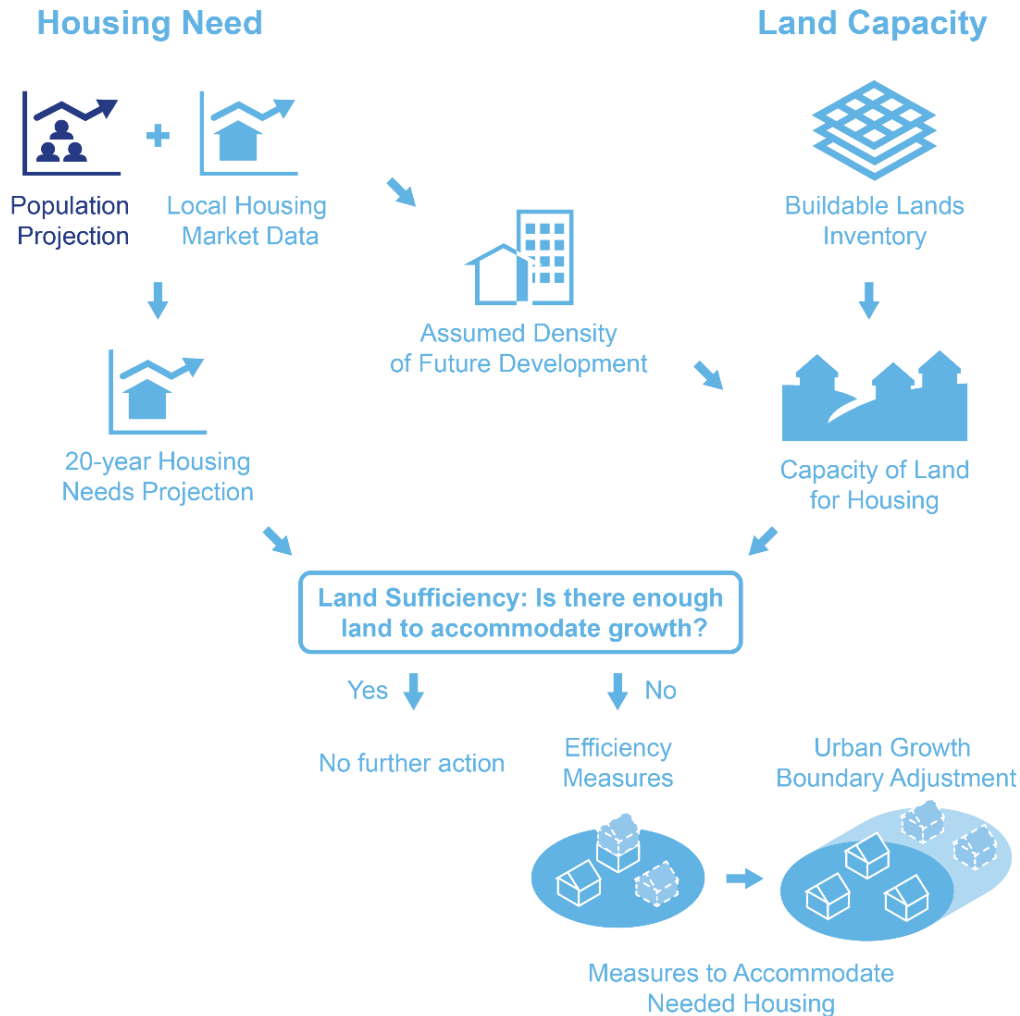 Housing Need
Land Capacity
Population
Projection
Local Housing
Market Data
Buildable Lands
Inventory
Assumed Density
of Future Development
20-year Housing
Needs Projection
Capacity of Land
for Housing
Land Sufficiency: Is there enough
land to accommodate growth?
Yes
No
No further action
Efficiency
Measures
Urban Growth
Boundary Adjustment
Measures to Accommodate
Needed Housing